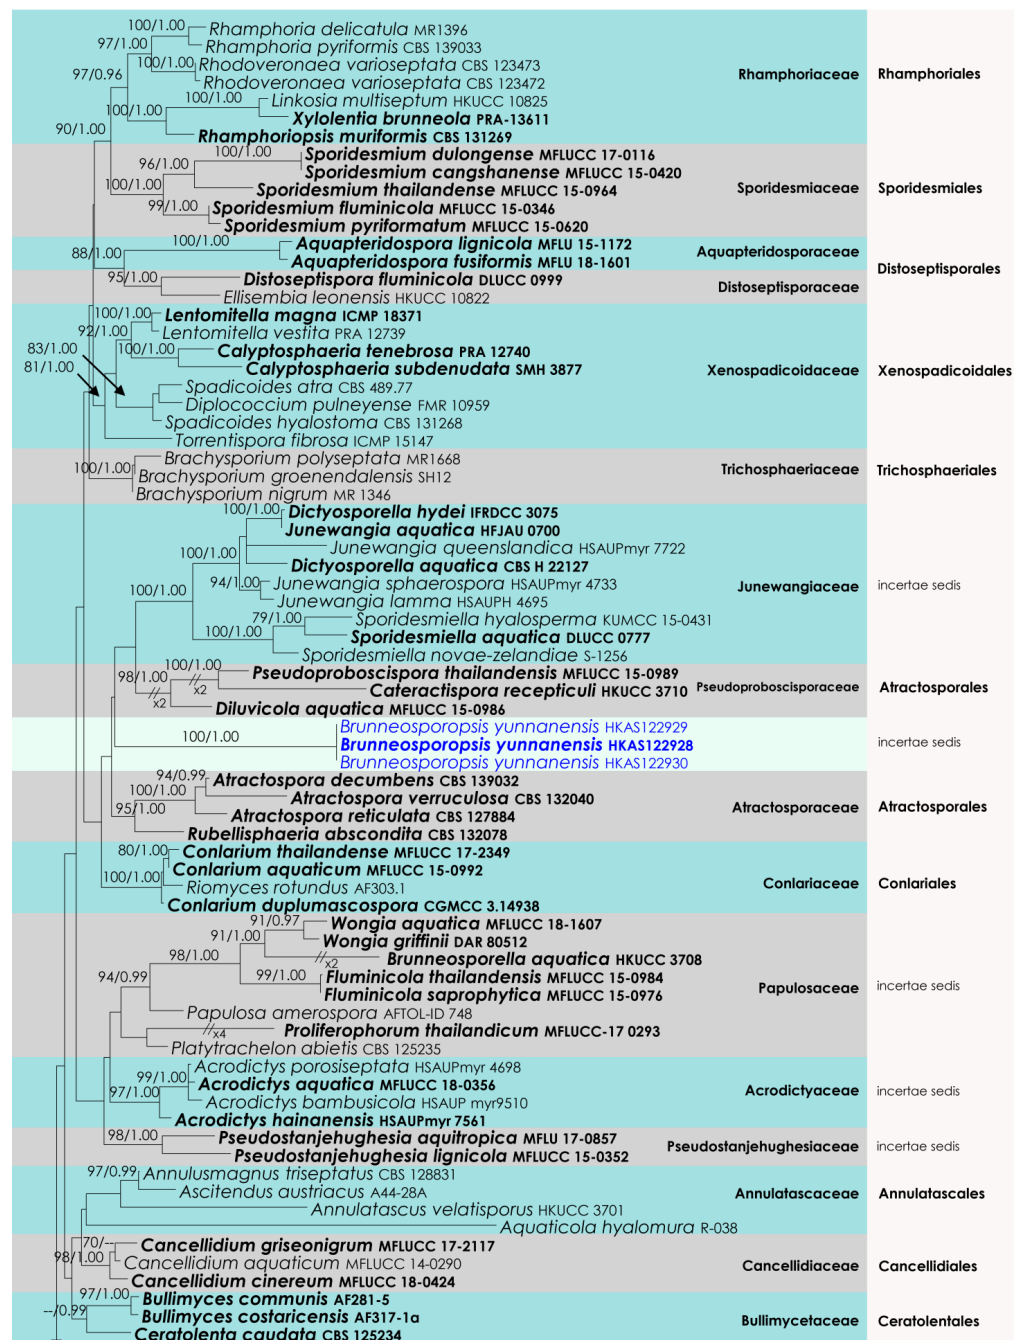 100/1.00 Rhamphoria delicatula MR1396
97/1.00 Rhamphoria pyriformis CBS 139033
100/1.00 Rhodoveronaea varioseptata CBS 123473
97/0.96 Rhodoveronaea varioseptata CBS 123472
Rhamphoriaceae Rhamphoriales
100/1.00 Linkosia multiseptum HKUCC 10825
100/1.00 Xylolentia brunneola PRA-13611
90/1.00 Rhamphoriopsis muriformis CBS 131269
100/1.00 Sporidesmium dulongense MFLUCC 17-0116
96/1.00 Sporidesmium cangshanense MFLUCC 15-0420
100/1.00 Sporidesmium thailandense MFLUCC 15-0964
Sporidesmiaceae Sporidesmiales
99/1.00 Sporidesmium fluminicola MFLUCC 15-0346
Sporidesmium pyriformatum MFLUCC 15-0620
100/1.00 Aquapteridospora lignicola MFLU 15-1172
88/1.00 Aquapteridospora fusiformis MFLU 18-1601
Aquapteridosporaceae
Distoseptisporales
95/1.00 Distoseptispora fluminicola DLUCC 0999
Ellisembia leonensis HKUCC 10822
Distoseptisporaceae
100/1.00 Lentomitella magna ICMP 18371
92/1.00 Lentomitella vestita PRA 12739
83/1.00 100/1.00 Calyptosphaeria tenebrosa PRA 12740
81/1.00 Calyptosphaeria subdenudata SMH 3877
Xenospadicoidaceae Xenospadicoidales
Spadicoides atra CBS 489.77
Diplococcium pulneyense FMR 10959
Spadicoides hyalostoma CBS 131268
Torrentispora fibrosa ICMP 15147
Brachysporium polyseptata MR1668
100/1.00 Brachysporium groenendalensis SH12
Trichosphaeriaceae Trichosphaeriales
Brachysporium nigrum MR 1346
100/1.00 Dictyosporella hydei IFRDCC 3075
Junewangia aquatica HFJAU 0700
Junewangia queenslandica HSAUPmyr 7722
100/1.00 Dictyosporella aquatica CBS H 22127
94/1.00 Junewangia sphaerospora HSAUPmyr 4733
100/1.00 Junewangia lamma HSAUPH 4695
Junewangiaceae incertae sedis
79/1.00 Sporidesmiella hyalosperma KUMCC 15-0431
100/1.00 Sporidesmiella aquatica DLUCC 0777
Sporidesmiella novae-zelandiae S-1256
100/1.00 Pseudoproboscispora thailandensis MFLUCC 15-0989
98/1.00 x2 Cateractispora recepticuli HKUCC 3710
Pseudoproboscisporaceae Atractosporales
x2 Diluvicola aquatica MFLUCC 15-0986
Brunneosporopsis yunnanensis HKAS122929
100/1.00 Brunneosporopsis yunnanensis HKAS122928
incertae sedis
Brunneosporopsis yunnanensis HKAS122930
94/0.99 Atractospora decumbens CBS 139032
100/1.00 Atractospora verruculosa CBS 132040
95/1.00 Atractospora reticulata CBS 127884
Atractosporaceae Atractosporales
Rubellisphaeria abscondita CBS 132078
80/1.00 Conlarium thailandense MFLUCC 17-2349
Conlarium aquaticum MFLUCC 15-0992
100/1.00 Riomyces rotundus AF303.1
Conlariaceae Conlariales
Conlarium duplumascospora CGMCC 3.14938
91/0.97 Wongia aquatica MFLUCC 18-1607
91/1.00 Wongia griffinii DAR 80512
98/1.00 x2 Brunneosporella aquatica HKUCC 3708
94/0.99 99/1.00 Fluminicola thailandensis MFLUCC 15-0984
Fluminicola saprophytica MFLUCC 15-0976
Papulosaceae incertae sedis
Papulosa amerospora AFTOL-ID 748
x4 Proliferophorum thailandicum MFLUCC-17 0293
Platytrachelon abietis CBS 125235
Acrodictys porosiseptata HSAUPmyr 4698
99/1.00 Acrodictys aquatica MFLUCC 18-0356
97/1.00 Acrodictys bambusicola HSAUP myr9510
Acrodictyaceae incertae sedis
Acrodictys hainanensis HSAUPmyr 7561
98/1.00 Pseudostanjehughesia aquitropica MFLU 17-0857
Pseudostanjehughesia lignicola MFLUCC 15-0352
Pseudostanjehughesiaceae incertae sedis
97/0.99 Annulusmagnus triseptatus CBS 128831
Ascitendus austriacus A44-28A
Annulatascaceae Annulatascales
Annulatascus velatisporus HKUCC 3701
Aquaticola hyalomura R-038
70/-- Cancellidium griseonigrum MFLUCC 17-2117
98/1.00 Cancellidium aquaticum MFLUCC 14-0290
Cancellidiaceae Cancellidiales
Cancellidium cinereum MFLUCC 18-0424
97/1.00 Bullimyces communis AF281-5
--/0.99 Bullimyces costaricensis AF317-1a
Bullimycetaceae Ceratolentales
Ceratolenta caudata CBS 125234